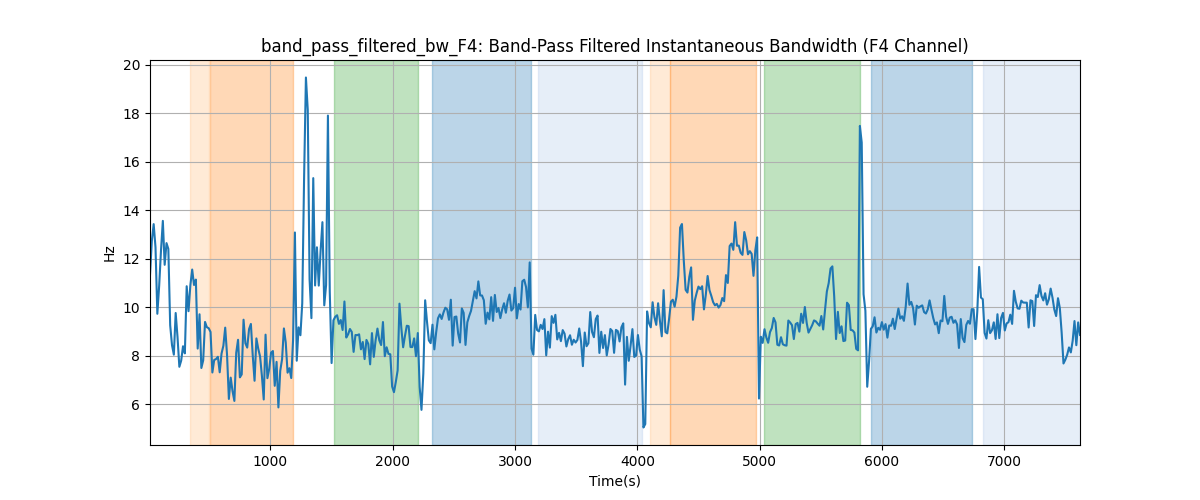 band_pass_filtered_bw_F4: Band-Pass Filtered Instantaneous Bandwidth (F4 Channel)
20
18
16
14
12
10
8
6
Hz
1000 2000 3000 4000 5000 6000 7000
Time(s)